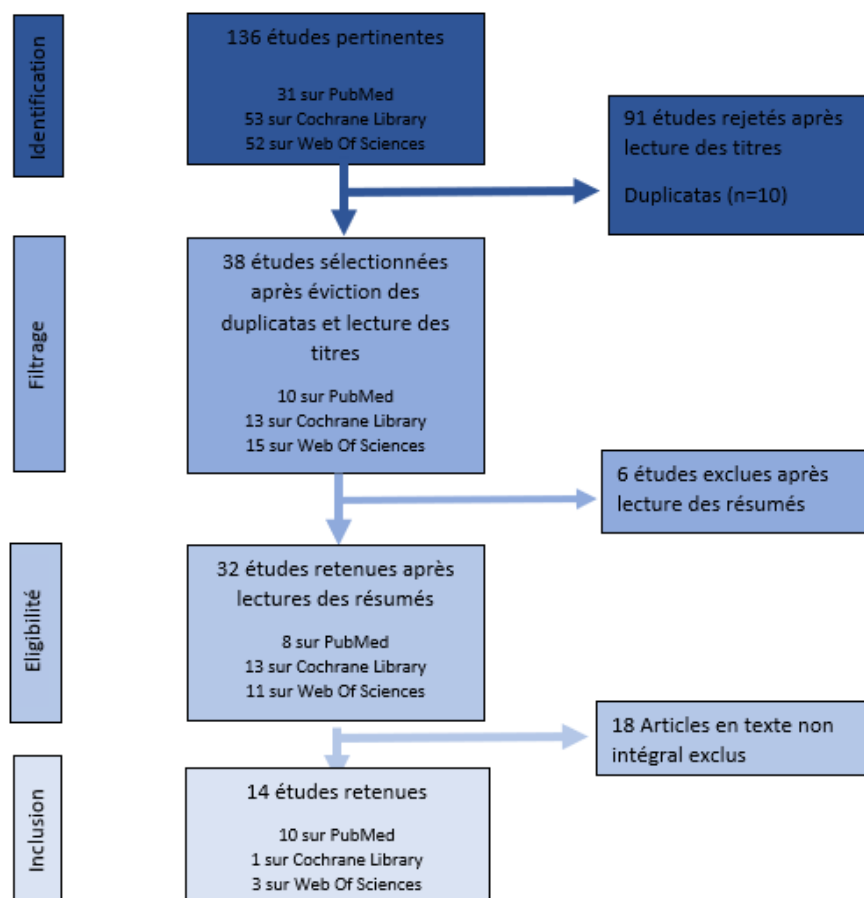 Identification
136 études pertinentes
31 sur PubMed
53 sur Cochrane Library
52 sur Web Of Sciences
91 études rejetés après
lecture des titres
Duplicatas (n=10)
Filtrage
38 études sélectionnées
après éviction des
duplicatas et lecture des
titres
10 sur PubMed
13 sur Cochrane Library
15 sur Web Of Sciences
6 études exclues après
lecture des résumés
Eligibilité
32 études retenues après
lectures des résumés
8 sur PubMed
13 sur Cochrane Library
11 sur Web Of Sciences
18 Articles en texte non
intégral exclus
Inclusion
14 études retenues
10 sur PubMed
1 sur Cochrane Library
3 sur Web Of Sciences